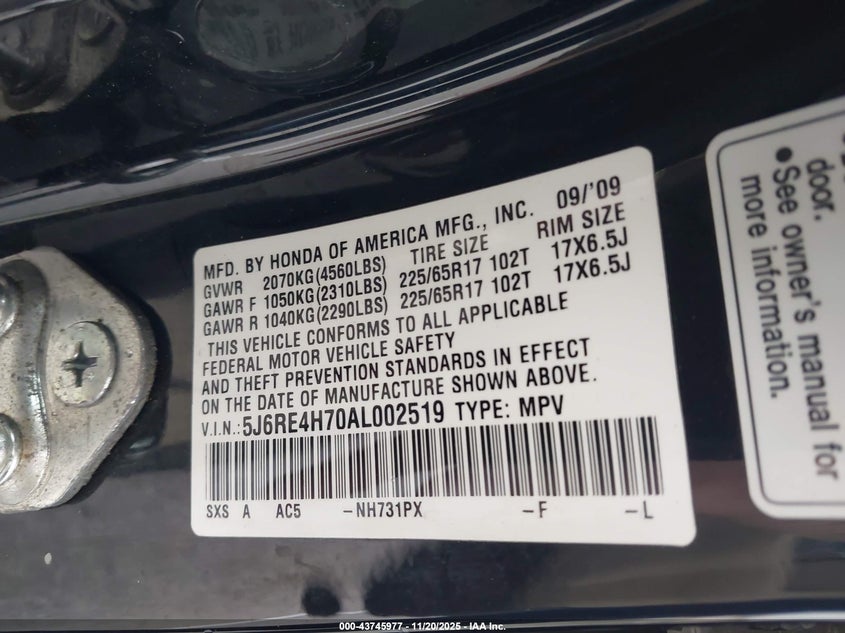 MFD. BY HONDA OF AMERICA MFG., INC. 09/'09
GVWR 2070KG(4560LBS) TIRE SIZE RIM SIZE
GAWR F 1050KG(2310LBS) 225/65R17 102T 17X6.5J
GAWR R 1040KG(2290LBS) 225/65R17 102T 17X6.5J
THIS VEHICLE CONFORMS TO ALL APPLICABLE
FEDERAL MOTOR VEHICLE SAFETY
AND THEFT PREVENTION STANDARDS IN EFFECT
ON THE DATE OF MANUFACTURE SHOWN ABOVE.
V.I.N.:5J6RE4H70AL002519 TYPE: MPV
SXS A AC5 -NH731PX -F -L
door.
• See owner's manual for
more information.
000-43745977 - 11/20/2025 - IAA Inc.